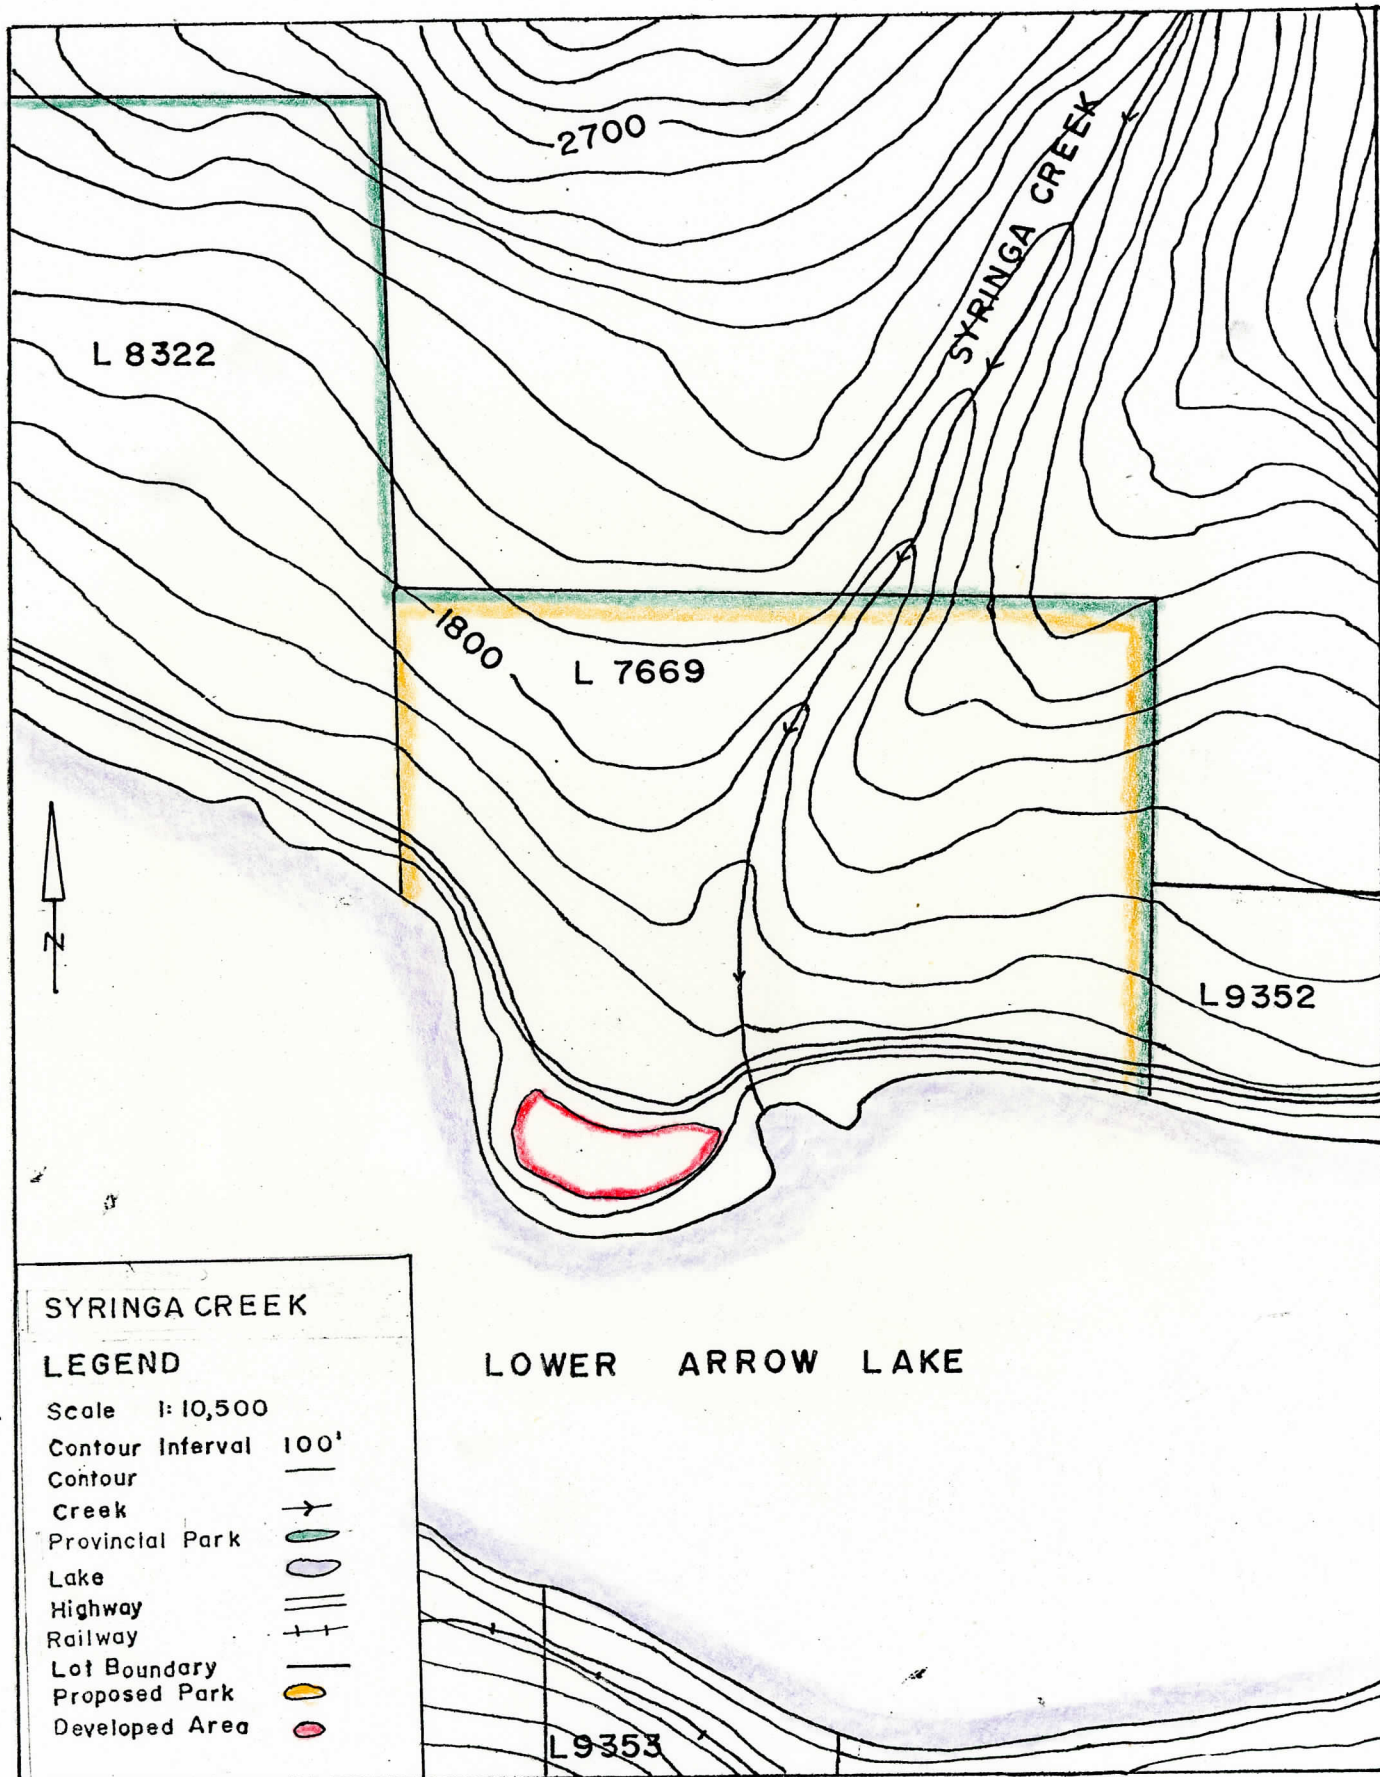 2700
SYRINGA CREEK
L 8322
1800
L 7669
N
L9352
SYRINGA CREEK
LEGEND
Scale 1:10,500
Contour Interval 100'
Contour
Creek
Provincial Park
Lake
Highway
Railway
Lot Boundary
Proposed Park
Developed Area
LOWER ARROW LAKE
L9353